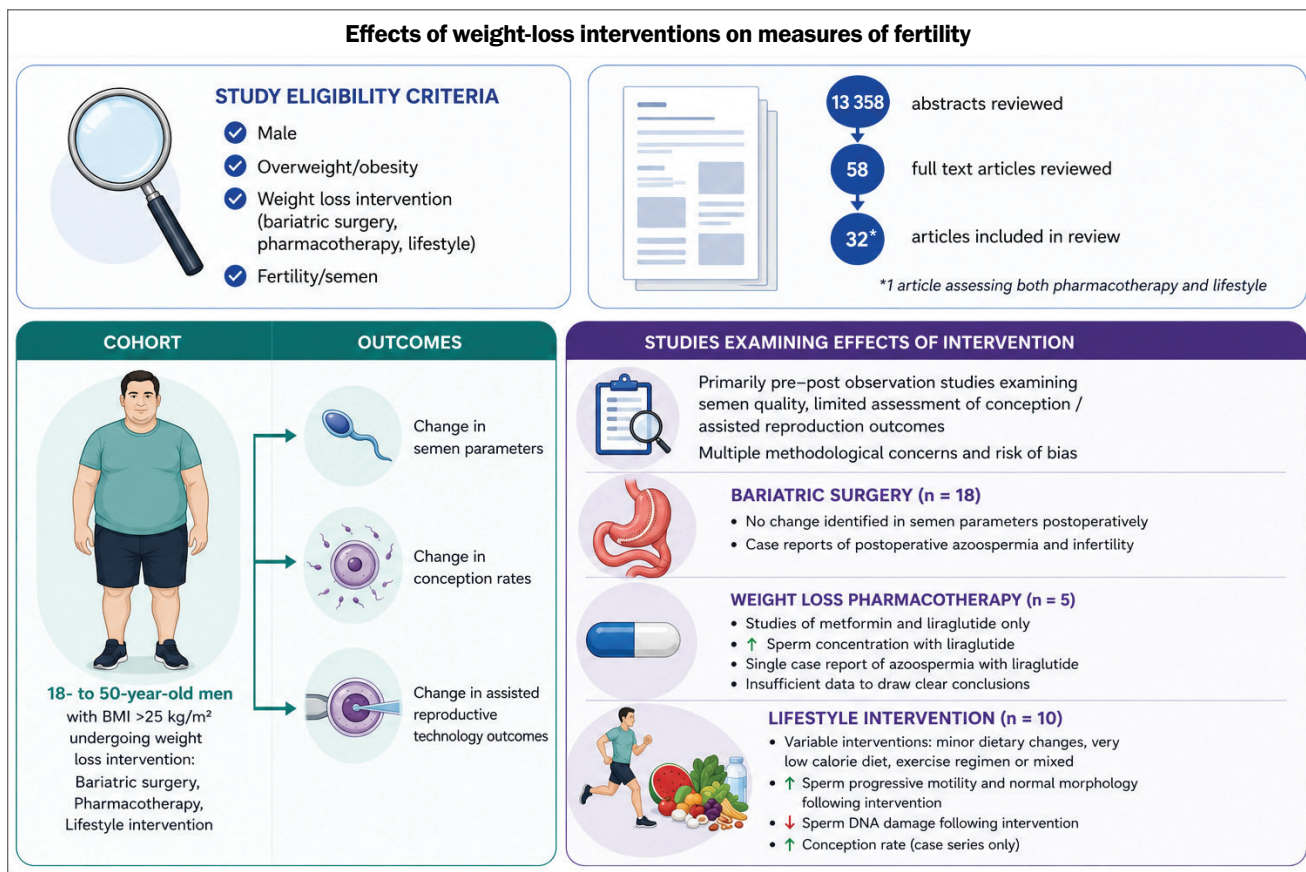 Effects of weight-loss interventions on measures of fertility
STUDY ELIGIBILITY CRITERIA
Male
Overweight/obesity
Weight loss intervention
(bariatric surgery,
pharmacotherapy, lifestyle)
Fertility/semen
13 358
abstracts reviewed
58
full text articles reviewed
32*
articles included in review
*1 article assessing both pharmacotherapy and lifestyle
COHORT
18- to 50-year-old men
with BMI >25 kg/m²
undergoing weight
loss intervention:
Bariatric surgery,
Pharmacotherapy,
Lifestyle intervention
OUTCOMES
Change in
semen parameters
Change in
conception rates
Change in assisted
reproductive
technology outcomes
STUDIES EXAMINING EFFECTS OF INTERVENTION
Primarily pre–post observation studies examining
semen quality, limited assessment of conception /
assisted reproduction outcomes
Multiple methodological concerns and risk of bias
BARIATRIC SURGERY (n = 18)
• No change identified in semen parameters postoperatively
• Case reports of postoperative azoospermia and infertility
WEIGHT LOSS PHARMACOTHERAPY (n = 5)
• Studies of metformin and liraglutide only
• ↑ Sperm concentration with liraglutide
• Single case report of azoospermia with liraglutide
• Insufficient data to draw clear conclusions
LIFESTYLE INTERVENTION (n = 10)
• Variable interventions: minor dietary changes, very
low calorie diet, exercise regimen or mixed
• ↑ Sperm progressive motility and normal morphology
following intervention
• ↓ Sperm DNA damage following intervention
• ↑ Conception rate (case series only)